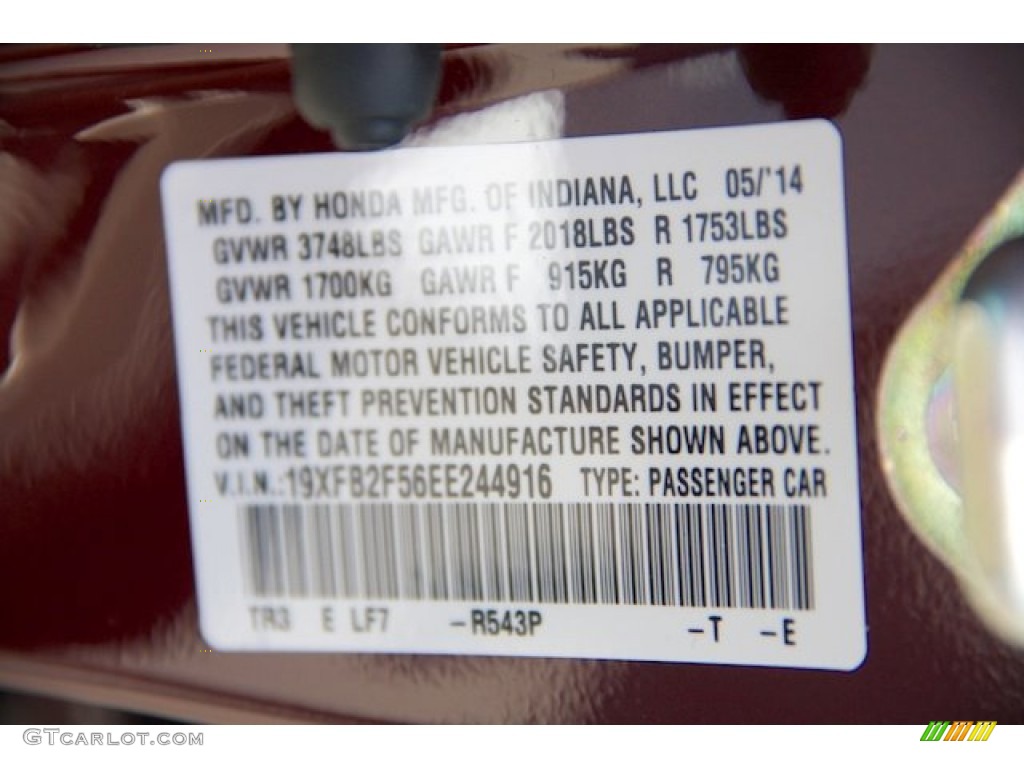 MFD. BY HONDA MFG. OF INDIANA, LLC 05/'14
GVWR 3748LBS GAWR F 2018LBS R 1753LBS
GVWR 1700KG GAWR F 915KG R 795KG
THIS VEHICLE CONFORMS TO ALL APPLICABLE
FEDERAL MOTOR VEHICLE SAFETY, BUMPER,
AND THEFT PREVENTION STANDARDS IN EFFECT
ON THE DATE OF MANUFACTURE SHOWN ABOVE.
V.I.N.:19XFB2F56EE244916 TYPE: PASSENGER CAR
TR3 E LF7 -R543P -T -E
GTCARLOT.COM